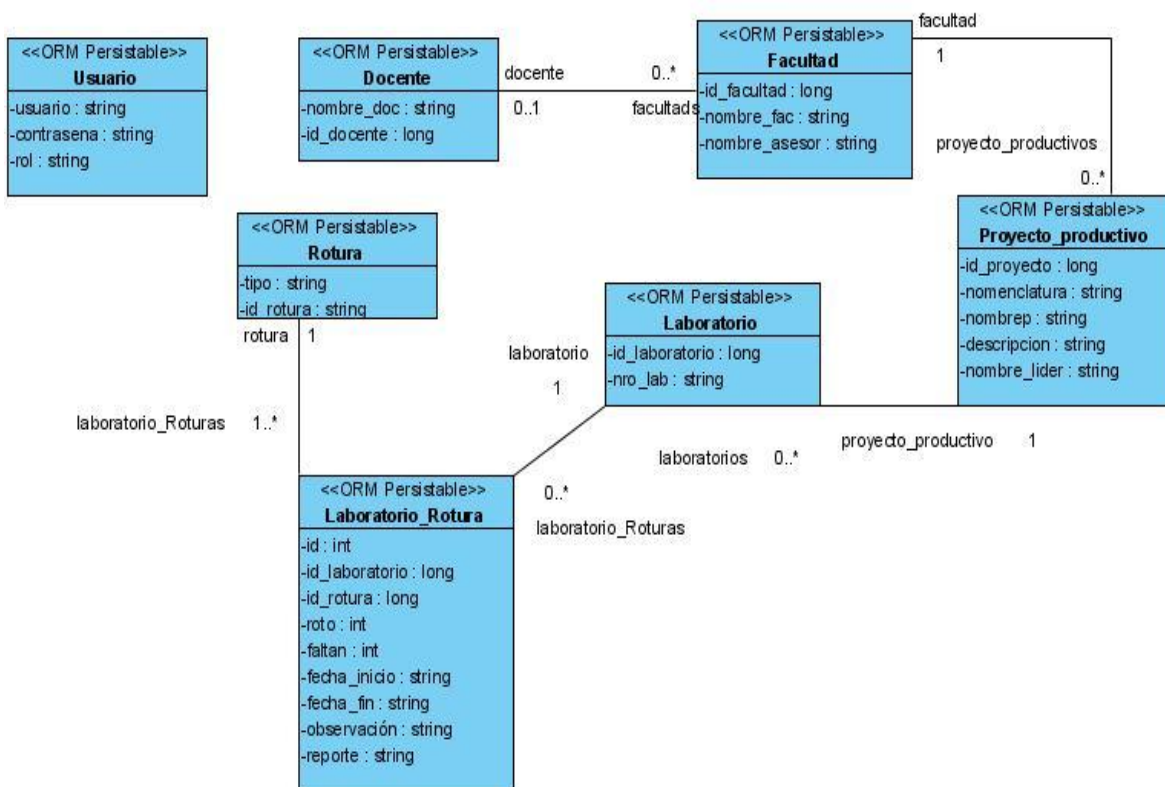 <<ORM Persistable>>
Usuario
-usuario : string
-contrasena : string
-rol : string
<<ORM Persistable>>
Docente
-nombre_doc : string
-id_docente : long
docente
0..1
0..*
facultads
<<ORM Persistable>>
Facultad
-id_facultad : long
-nombre_fac : string
-nombre_asesor : string
facultad
1
proyecto_productivos
0..*
<<ORM Persistable>>
Proyecto_productivo
-id_proyecto : long
-nomenclatura : string
-nombrep : string
-descripcion : string
-nombre_lider : string
<<ORM Persistable>>
Rotura
-tipo : string
-id_rotura : string
rotura 1
laboratorio_Roturas 1..*
<<ORM Persistable>>
Laboratorio
-id_laboratorio : long
-nro_lab : string
laboratorio
1
proyecto_productivo 1
laboratorios 0..*
0..*
laboratorio_Roturas
<<ORM Persistable>>
Laboratorio_Rotura
-id : int
-id_laboratorio : long
-id_rotura : long
-roto : int
-faltan : int
-fecha_inicio : string
-fecha_fin : string
-observación : string
-reporte : string